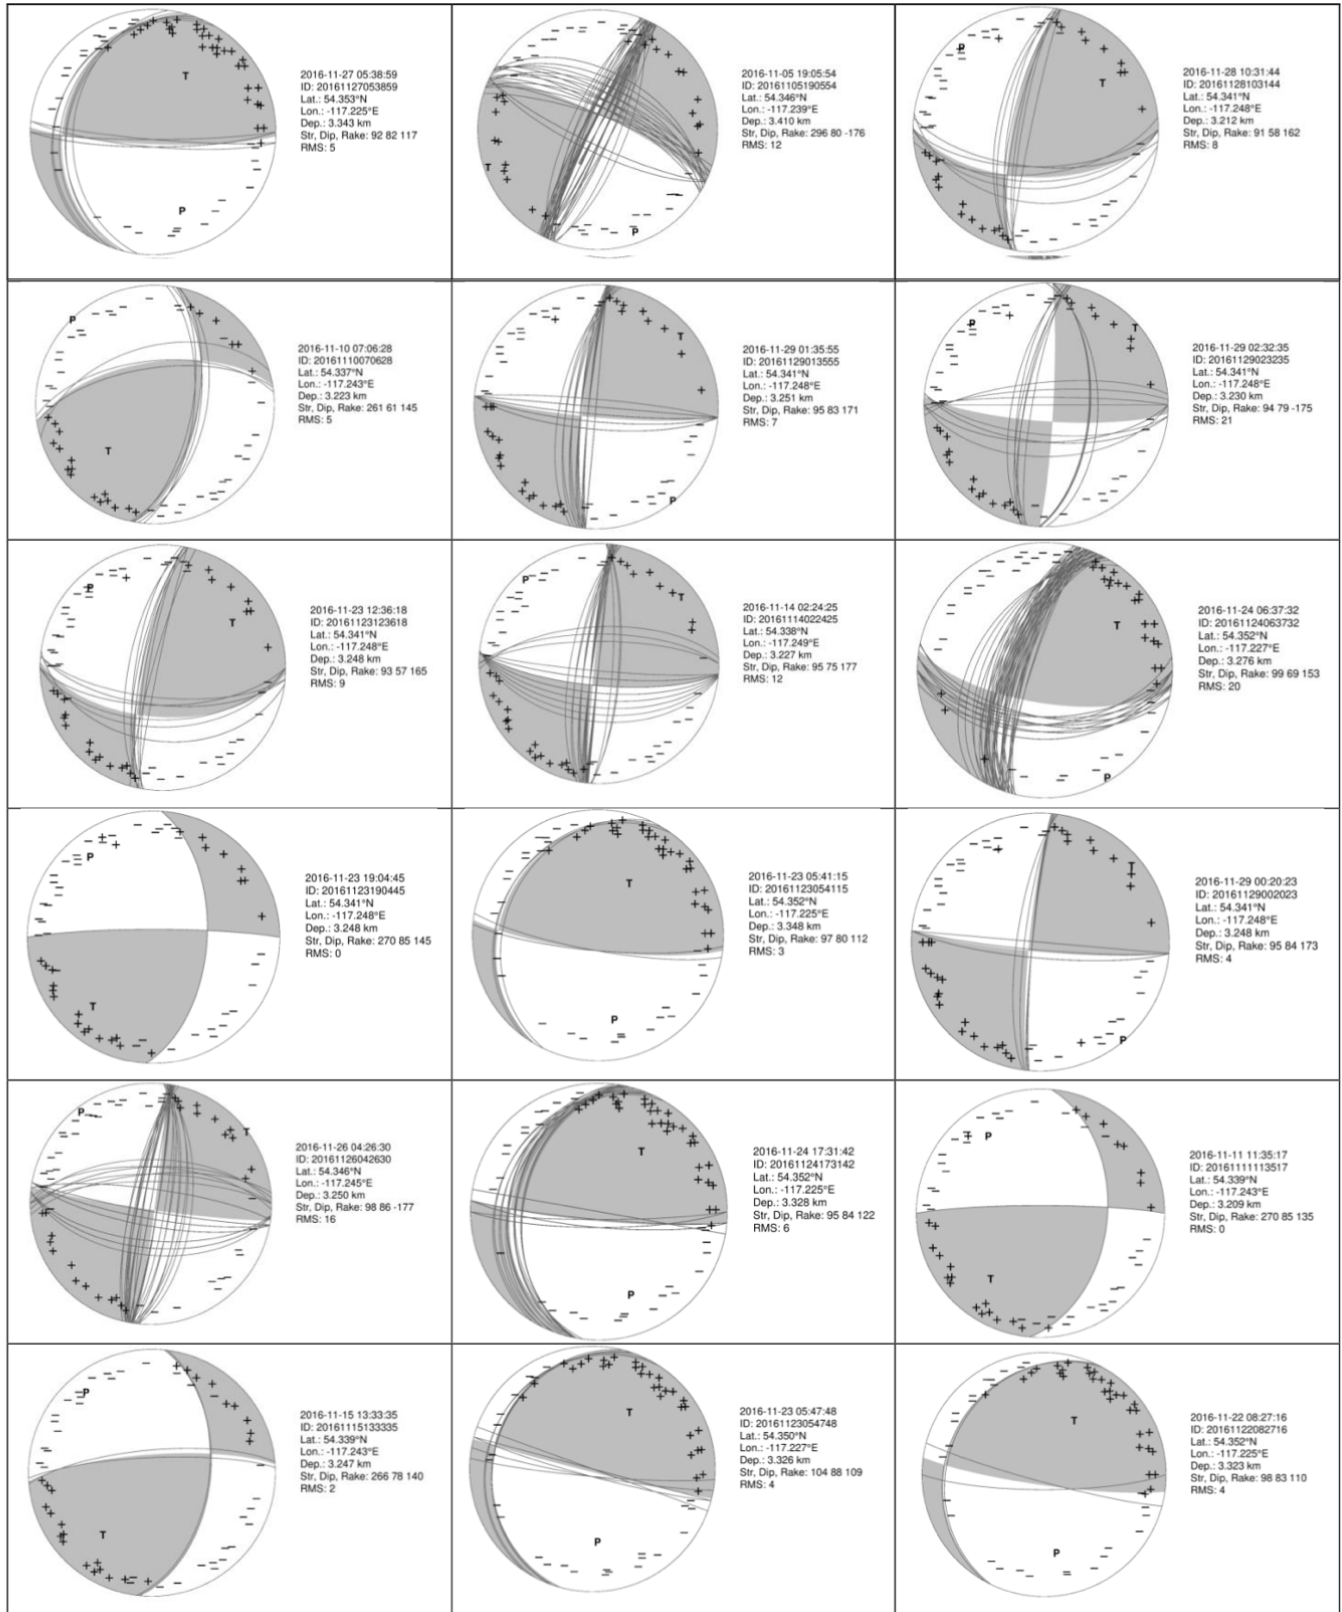 2016-11-27 05:38:59
ID: 20161127053859
Lat.: 54.353°N
Lon.: -117.225°E
Dep.: 3.343 km
Str, Dip, Rake: 92 82 117
RMS: 5
T
P
2016-11-05 19:05:54
ID: 20161105190554
Lat.: 54.346°N
Lon.: -117.239°E
Dep.: 3.410 km
Str, Dip, Rake: 296 80 -176
RMS: 12
T
P
2016-11-28 10:31:44
ID: 20161128103144
Lat.: 54.341°N
Lon.: -117.248°E
Dep.: 3.212 km
Str, Dip, Rake: 91 58 162
RMS: 8
P
T
2016-11-10 07:06:28
ID: 20161110070628
Lat.: 54.337°N
Lon.: -117.243°E
Dep.: 3.223 km
Str, Dip, Rake: 261 61 145
RMS: 5
P
T
2016-11-29 01:35:55
ID: 20161129013555
Lat.: 54.341°N
Lon.: -117.248°E
Dep.: 3.251 km
Str, Dip, Rake: 95 83 171
RMS: 7
T
P
2016-11-29 02:32:35
ID: 20161129023235
Lat.: 54.341°N
Lon.: -117.248°E
Dep.: 3.230 km
Str, Dip, Rake: 94 79 -175
RMS: 21
P
T
2016-11-23 12:36:18
ID: 20161123123618
Lat.: 54.341°N
Lon.: -117.248°E
Dep.: 3.248 km
Str, Dip, Rake: 93 57 165
RMS: 9
P
T
2016-11-14 02:24:25
ID: 20161114022425
Lat.: 54.338°N
Lon.: -117.249°E
Dep.: 3.227 km
Str, Dip, Rake: 95 75 177
RMS: 12
P
T
2016-11-24 06:37:32
ID: 20161124063732
Lat.: 54.352°N
Lon.: -117.227°E
Dep.: 3.276 km
Str, Dip, Rake: 99 69 153
RMS: 20
T
P
2016-11-23 19:04:45
ID: 20161123190445
Lat.: 54.341°N
Lon.: -117.248°E
Dep.: 3.248 km
Str, Dip, Rake: 270 85 145
RMS: 0
P
T
2016-11-23 05:41:15
ID: 20161123054115
Lat.: 54.352°N
Lon.: -117.225°E
Dep.: 3.348 km
Str, Dip, Rake: 97 80 112
RMS: 3
T
P
2016-11-29 00:20:23
ID: 20161129002023
Lat.: 54.341°N
Lon.: -117.248°E
Dep.: 3.248 km
Str, Dip, Rake: 95 84 173
RMS: 4
T
P
2016-11-26 04:26:30
ID: 20161126042630
Lat.: 54.346°N
Lon.: -117.245°E
Dep.: 3.250 km
Str, Dip, Rake: 98 86 -177
RMS: 16
P
T
2016-11-24 17:31:42
ID: 20161124173142
Lat.: 54.352°N
Lon.: -117.225°E
Dep.: 3.328 km
Str, Dip, Rake: 95 84 122
RMS: 6
T
P
2016-11-11 11:35:17
ID: 20161111113517
Lat.: 54.339°N
Lon.: -117.243°E
Dep.: 3.209 km
Str, Dip, Rake: 270 85 135
RMS: 0
P
T
2016-11-15 13:33:35
ID: 20161115133335
Lat.: 54.339°N
Lon.: -117.243°E
Dep.: 3.247 km
Str, Dip, Rake: 266 78 140
RMS: 2
P
T
2016-11-23 05:47:48
ID: 20161123054748
Lat.: 54.350°N
Lon.: -117.227°E
Dep.: 3.326 km
Str, Dip, Rake: 104 88 109
RMS: 4
T
P
2016-11-22 08:27:16
ID: 20161122082716
Lat.: 54.352°N
Lon.: -117.225°E
Dep.: 3.323 km
Str, Dip, Rake: 98 83 110
RMS: 4
T
P